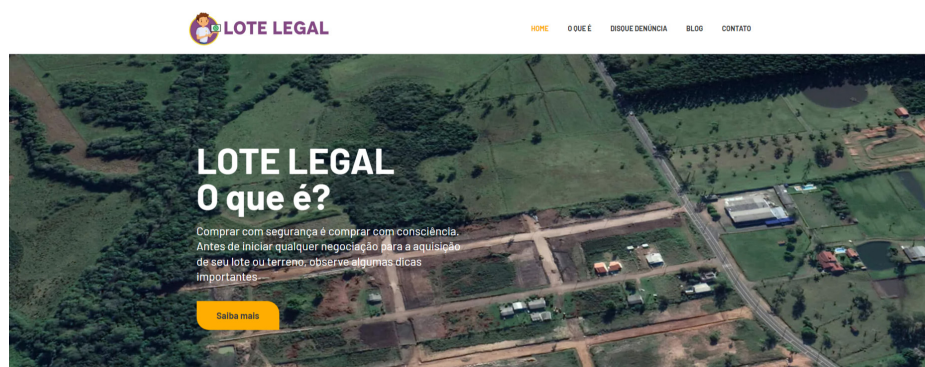 LOTE LEGAL
HOME O QUE É DISQUE DENÚNCIA BLOG CONTATO
LOTE LEGAL
O que é?
Comprar com segurança é comprar com consciência.
Antes de iniciar qualquer negociação para a aquisição
de seu lote ou terreno, observe algumas dicas
importantes
Saiba mais